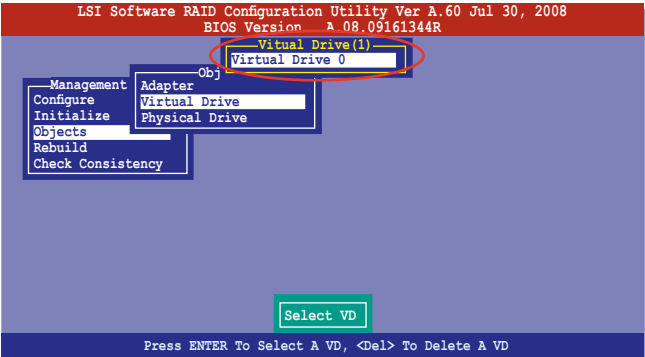 LSI Software RAID Configuration Utility Ver A.60 Jul 30, 2008
BIOS Version A.08.09161344R
Vitual Drive(1)
Virtual Drive 0
Obj
Adapter
Virtual Drive
Physical Drive
Management
Configure
Initialize
Objects
Rebuild
Check Consistency
Select VD
Press ENTER To Select A VD, <Del> To Delete A VD